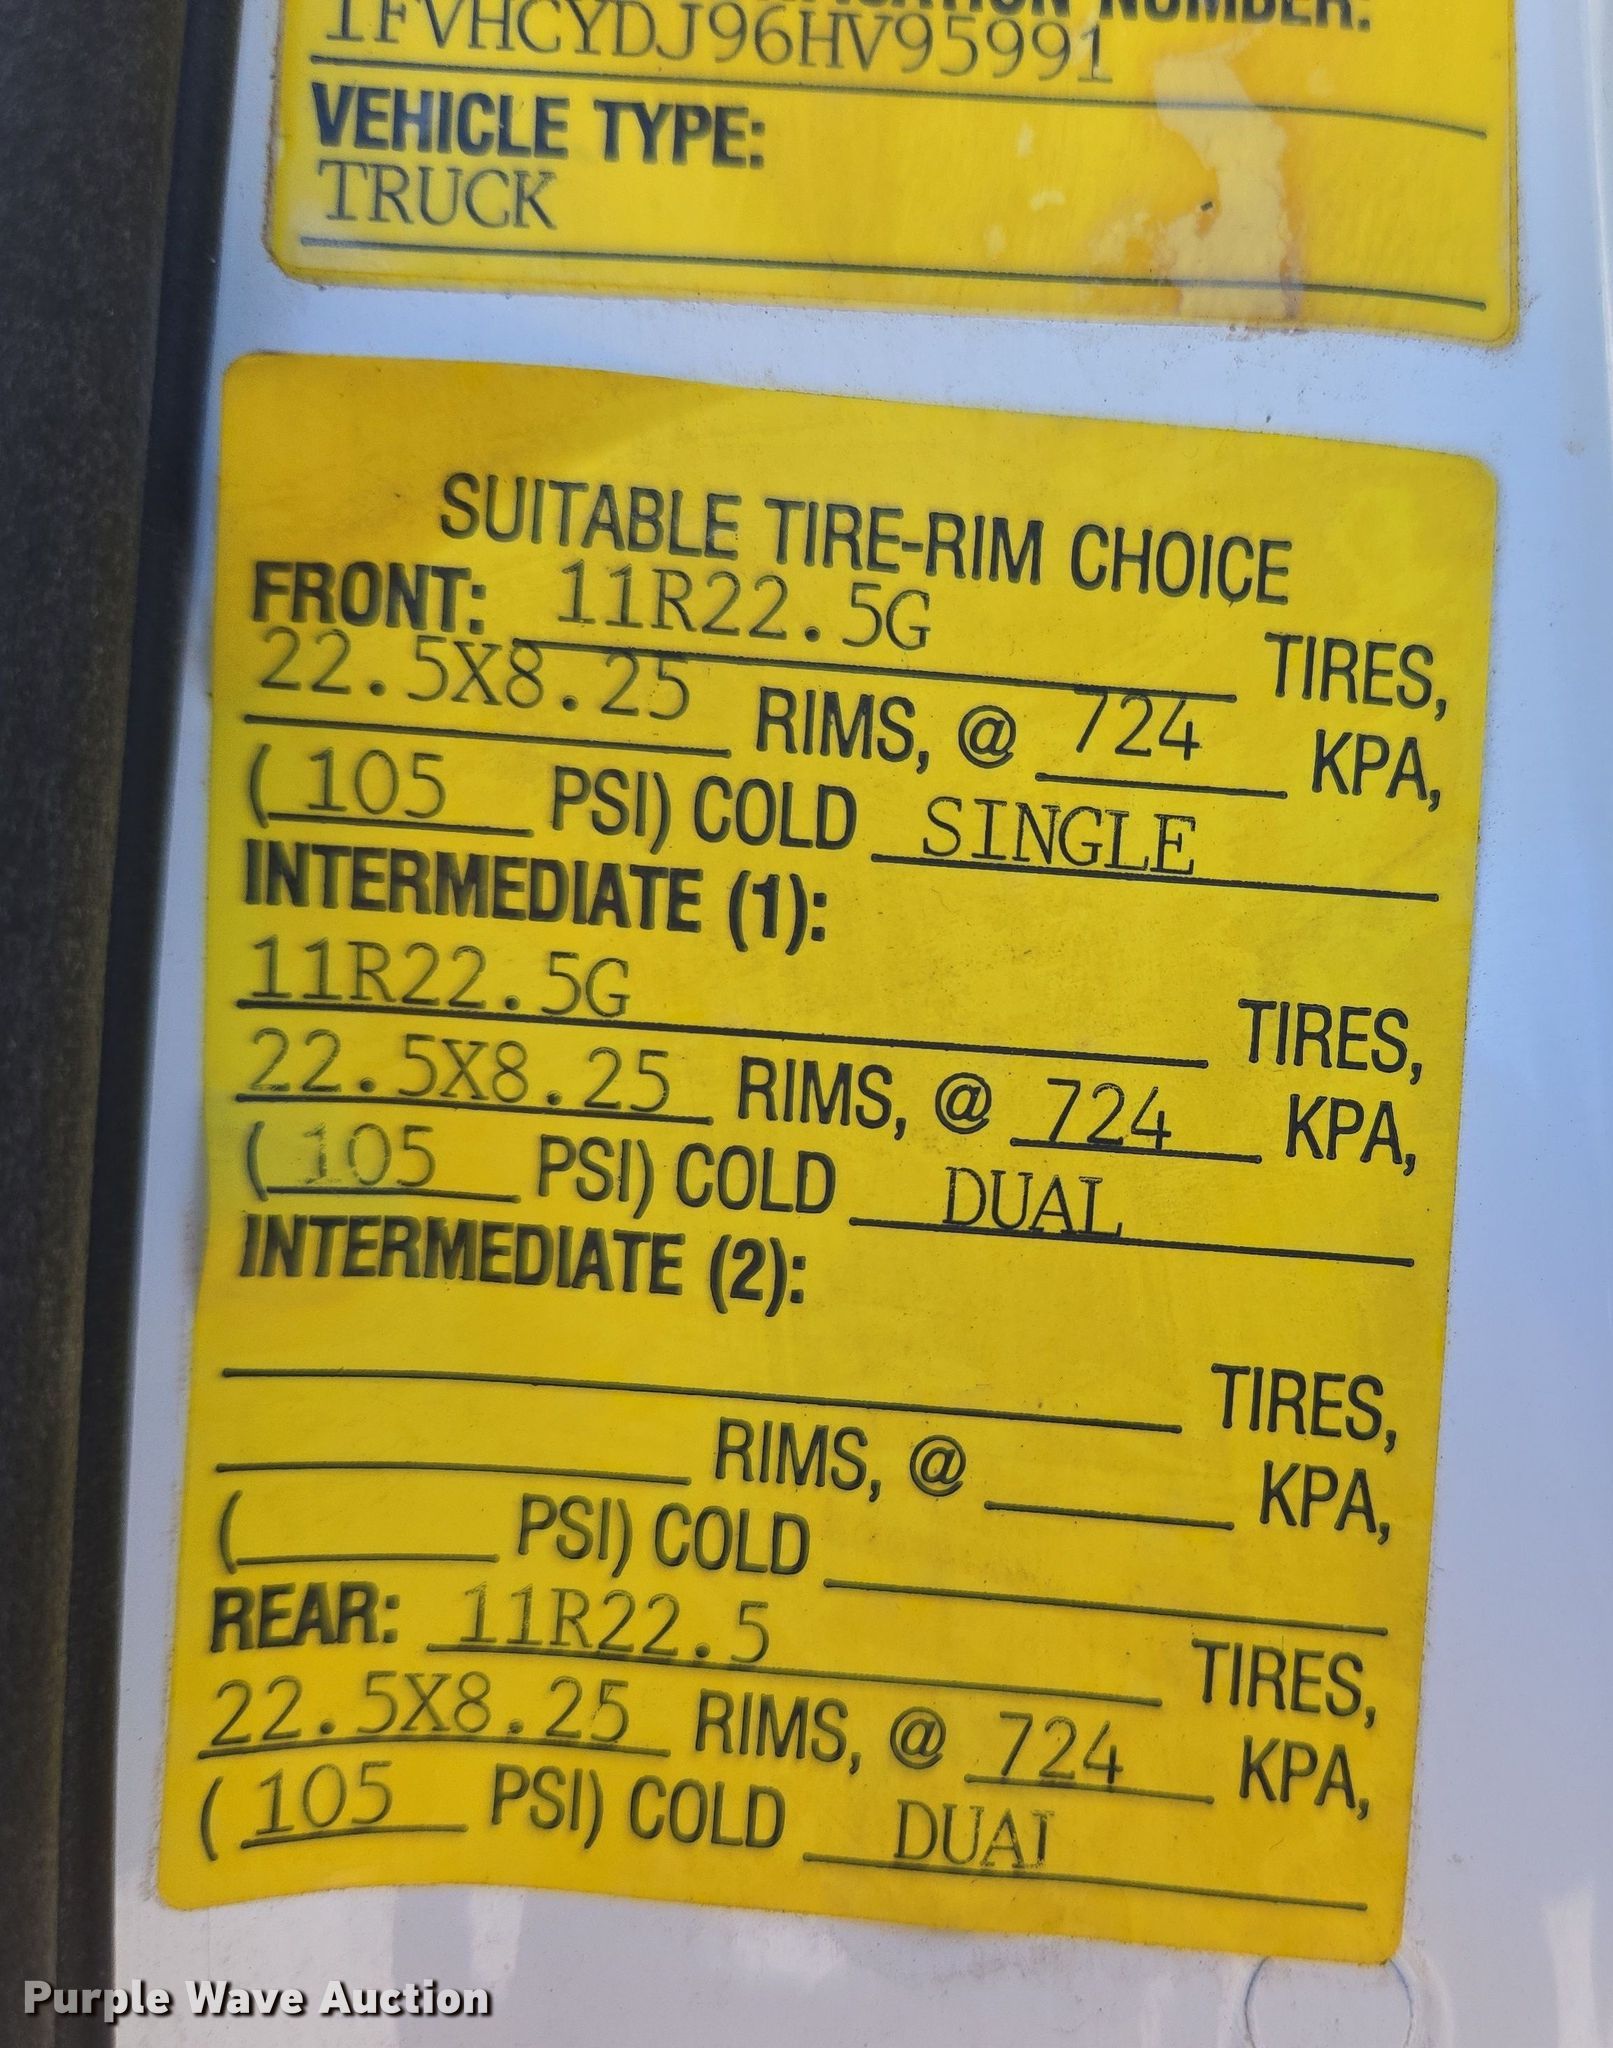 NUMBER:
1FVHCYDJ96HV95991
VEHICLE TYPE:
TRUCK
SUITABLE TIRE-RIM CHOICE
FRONT: 11R22.5G TIRES,
22.5X8.25 RIMS, @ 724 KPA,
(105 PSI) COLD SINGLE
INTERMEDIATE (1):
11R22.5G TIRES,
22.5X8.25 RIMS, @ 724 KPA,
(105 PSI) COLD DUAL
INTERMEDIATE (2):
TIRES,
RIMS, @ KPA,
( PSI) COLD
REAR: 11R22.5 TIRES,
22.5X8.25 RIMS, @ 724 KPA,
(105 PSI) COLD DUAL
Purple Wave Auction